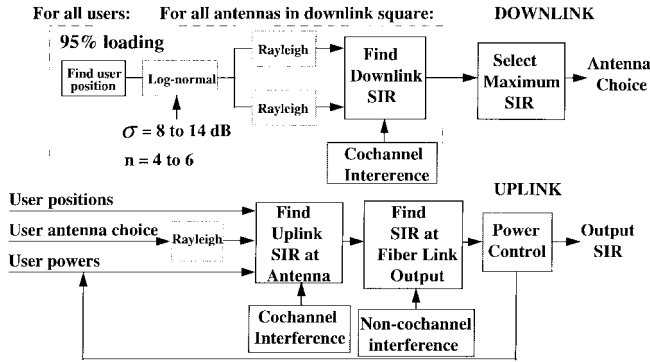 For all users: For all antennas in downlink square: DOWNLINK
95% loading
Find user
position
Log-normal
σ = 8 to 14 dB
n = 4 to 6
Rayleigh
Rayleigh
Find
Downlink
SIR
Cochannel
Intererence
Select
Maximum
SIR
Antenna
Choice
UPLINK
User positions
User antenna choice
User powers
Rayleigh
Find
Uplink
SIR at
Antenna
Cochannel
Interference
Find
SIR at
Fiber Link
Output
Non-cochannel
interference
Power
Control
Output
SIR